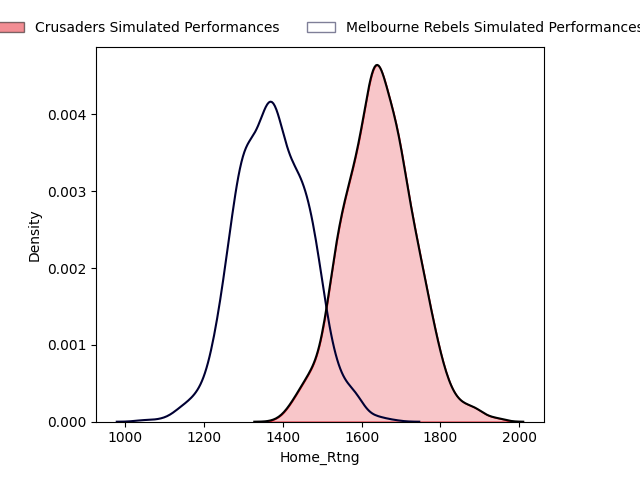 Crusaders Simulated Performances Melbourne Rebels Simulated Performances
0.004
0.003
0.002
0.001
0.000
Density
1000 1200 1400 1600 1800 2000
Home_Rtng